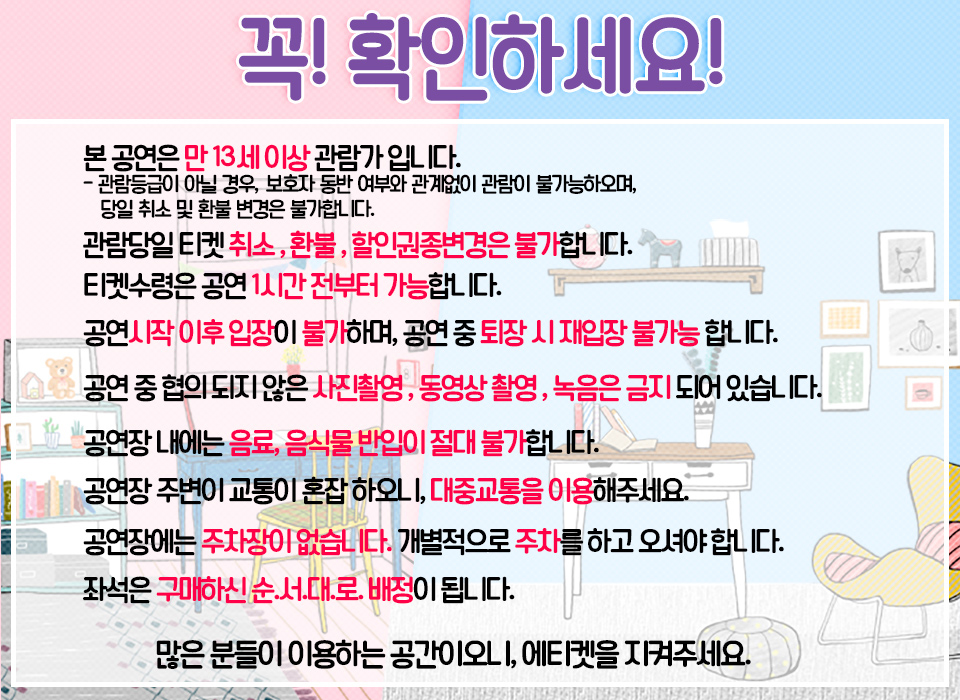 꼭! 확인하세요!
본 공연은 만 13세 이상 관람가 입니다.
- 관람등급이 아닐 경우, 보호자 동반 여부와 관계없이 관람이 불가능하오며,
당일 취소 및 환불 변경은 불가합니다.
관람당일 티켓 취소 , 환불 , 할인권종변경은 불가합니다.
티켓수령은 공연 1시간 전부터 가능합니다.
공연시작 이후 입장이 불가하며, 공연 중 퇴장 시 재입장 불가능 합니다.
공연 중 협의 되지 않은 사진촬영 , 동영상 촬영 , 녹음은 금지 되어 있습니다.
공연장 내에는 음료, 음식물 반입이 절대 불가합니다.
공연장 주변이 교통이 혼잡 하오니, 대중교통을 이용해주세요.
공연장에는 주차장이 없습니다. 개별적으로 주차를 하고 오셔야 합니다.
좌석은 구매하신 순.서.대.로. 배정이 됩니다.
많은 분들이 이용하는 공간이오니, 에티켓을 지켜주세요.